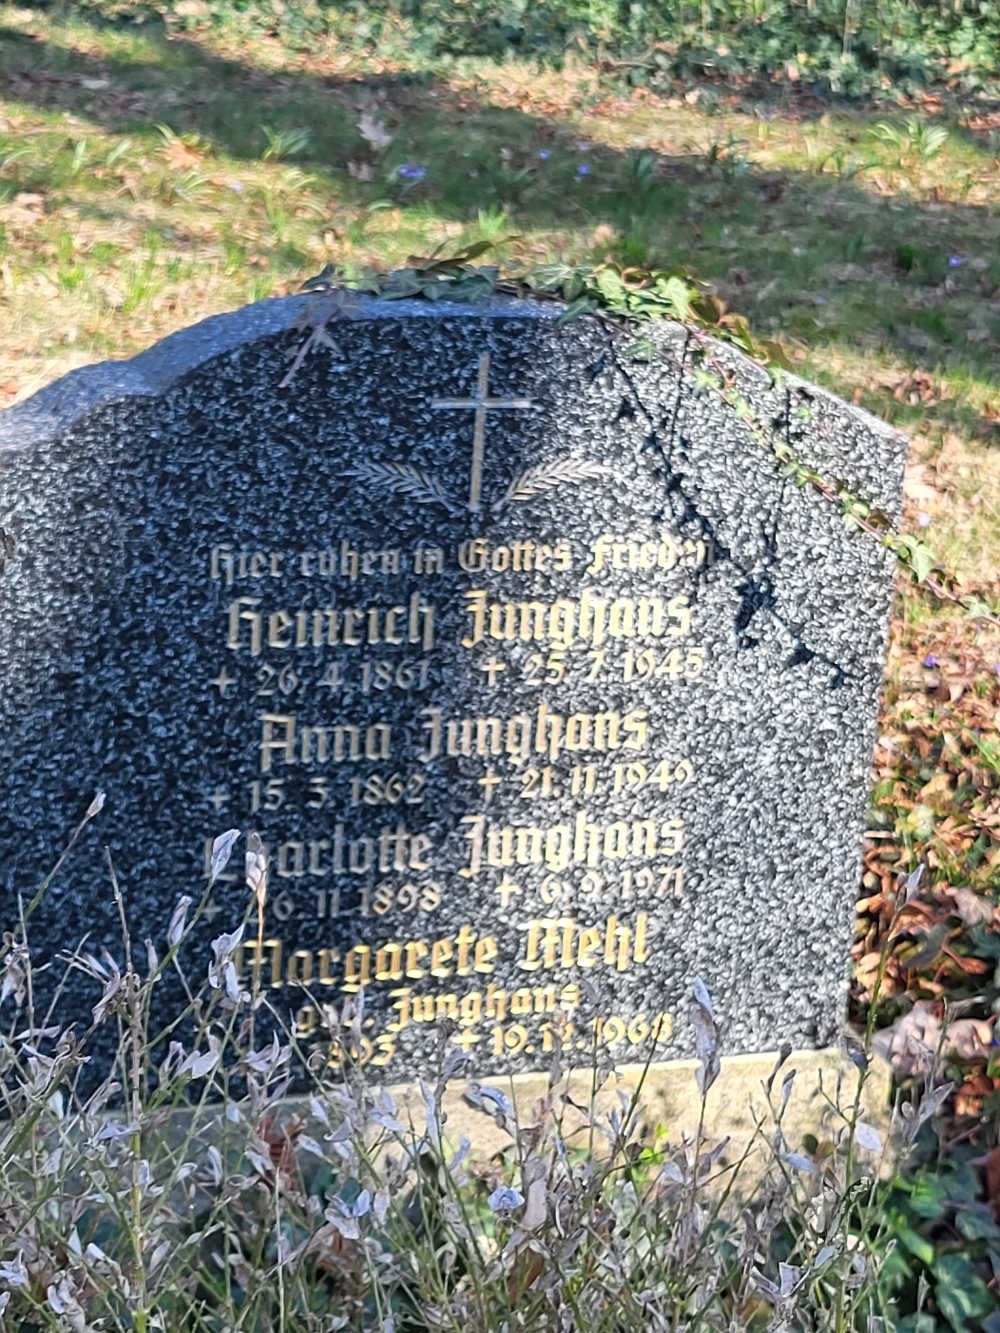 Hier ruhen in Gottes Frieden
Heinrich Junghans
+ 26. 4. 1861 + 25. 7. 1945
Anna Junghans
+ 15. 3. 1862 + 21. 11. 1949
Charlotte Junghans
+ 6. 11. 1898 + 6. 9. 1971
Margarete Mehl
Junghans
+ 19. 12. 1968